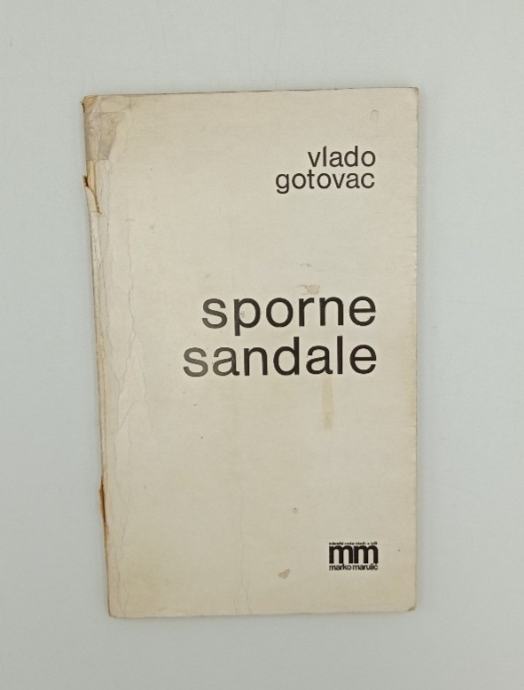 vlado
gotovac
sporne
sandale
mm
marko marulić